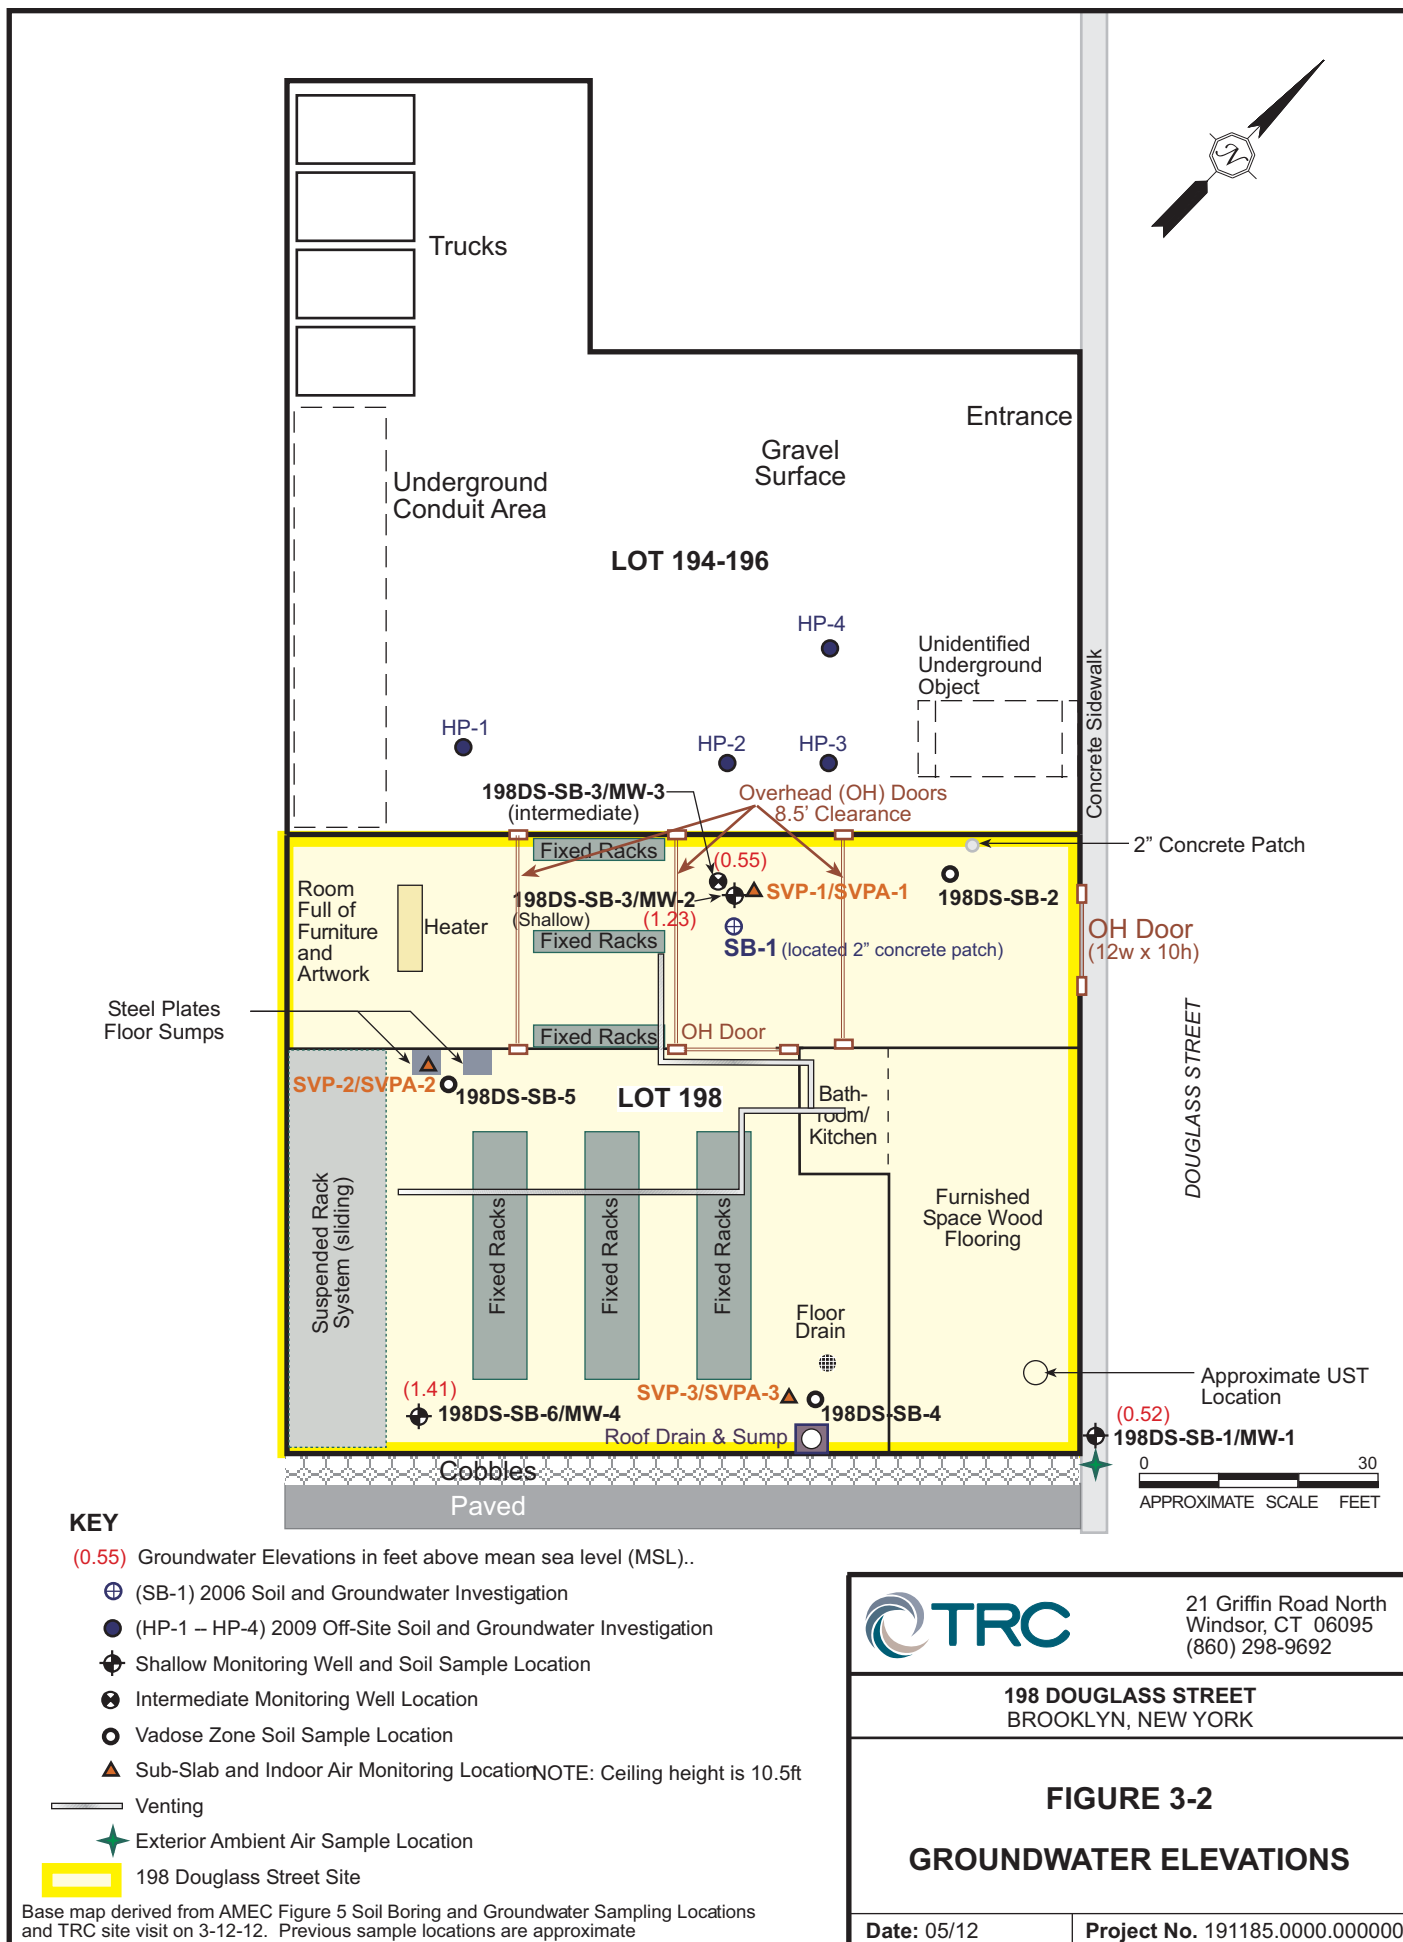 Trucks
Entrance
Gravel
Surface
Underground
Conduit Area
LOT 194-196
HP-4
Unidentified
Underground
Object
Concrete Sidewalk
HP-1
HP-2
HP-3
198DS-SB-3/MW-3
(intermediate)
Overhead (OH) Doors
8.5' Clearance
2" Concrete Patch
Fixed Racks
(0.55)
Room
Full of
Furniture
and
Artwork
Heater
198DS-SB-3/MW-2
(Shallow)
(1.23)
SVP-1/SVPA-1
198DS-SB-2
OH Door
(12w x 10h)
Fixed Racks
SB-1 (located 2" concrete patch)
Steel Plates
Floor Sumps
Fixed Racks
OH Door
DOUGLASS STREET
SVP-2/SVPA-2
198DS-SB-5
LOT 198
Bath-
room/
Kitchen
Suspended Rack
System (sliding)
Fixed Racks
Fixed Racks
Fixed Racks
Furnished
Space Wood
Flooring
Floor
Drain
Approximate UST
Location
(1.41)
198DS-SB-6/MW-4
SVP-3/SVPA-3
198DS-SB-4
Roof Drain & Sump
(0.52)
198DS-SB-1/MW-1
Cobbles
Paved
0 30
APPROXIMATE SCALE FEET
N
KEY
(0.55) Groundwater Elevations in feet above mean sea level (MSL)..
(SB-1) 2006 Soil and Groundwater Investigation
(HP-1 -- HP-4) 2009 Off-Site Soil and Groundwater Investigation
Shallow Monitoring Well and Soil Sample Location
Intermediate Monitoring Well Location
Vadose Zone Soil Sample Location
Sub-Slab and Indoor Air Monitoring Location
NOTE: Ceiling height is 10.5ft
Venting
Exterior Ambient Air Sample Location
198 Douglass Street Site
Base map derived from AMEC Figure 5 Soil Boring and Groundwater Sampling Locations
and TRC site visit on 3-12-12. Previous sample locations are approximate
TRC
21 Griffin Road North
Windsor, CT 06095
(860) 298-9692
198 DOUGLASS STREET
BROOKLYN, NEW YORK
FIGURE 3-2
GROUNDWATER ELEVATIONS
Date: 05/12
Project No. 191185.0000.000000